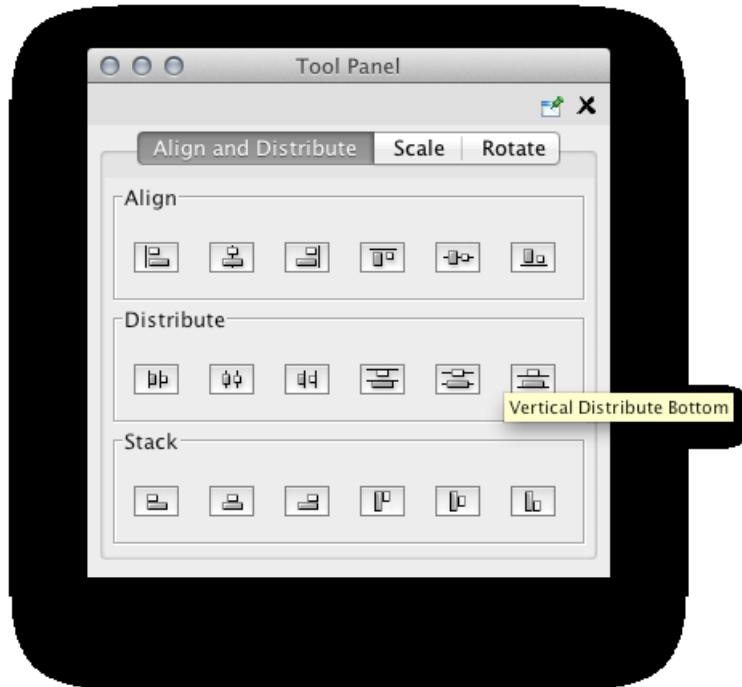 Tool Panel
Align and Distribute Scale Rotate
Align
Distribute
Vertical Distribute Bottom
Stack